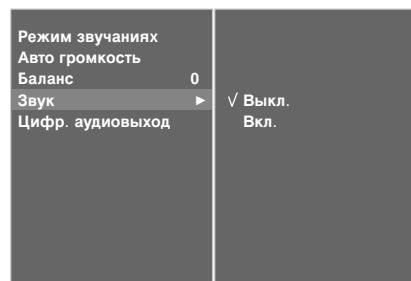 Режим звучаниях
Авто громкость
Баланс 0
Звук ►
Цифр. аудиовыход
√ Выкл.
Вкл.